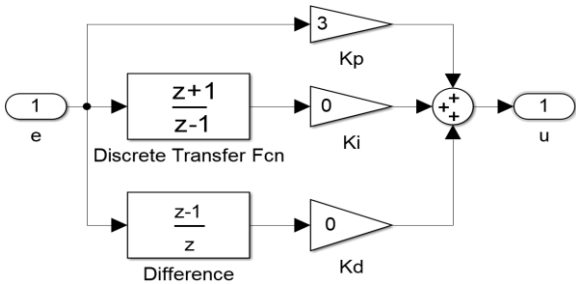 3
Kp
1
e
z+1
z-1
Discrete Transfer Fcn
0
Ki
+
+
+
1
u
z-1
z
Difference
0
Kd